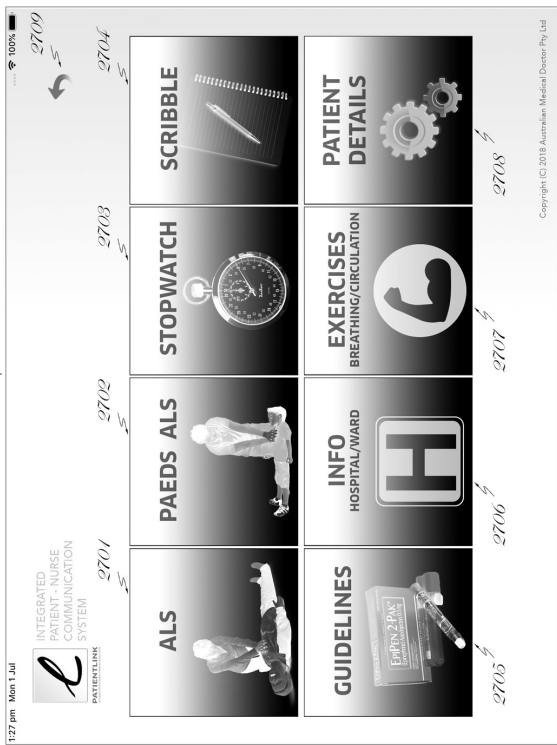 1:27 pm Mon 1 Jul
100%
INTEGRATED
PATIENT - NURSE
COMMUNICATION
SYSTEM
PATIENTLINK
2709
2701
2702
2703
2704
ALS
PAEDS ALS
STOPWATCH
SCRIBBLE
GUIDELINES
EPIPEN 2-PAK
INFO
HOSPITAL/WARD
H
EXERCISES
BREATHING/CIRCULATION
PATIENT
DETAILS
2705
2706
2707
2708
Copyright (C) 2018 Australian Medical Doctor Pty Ltd